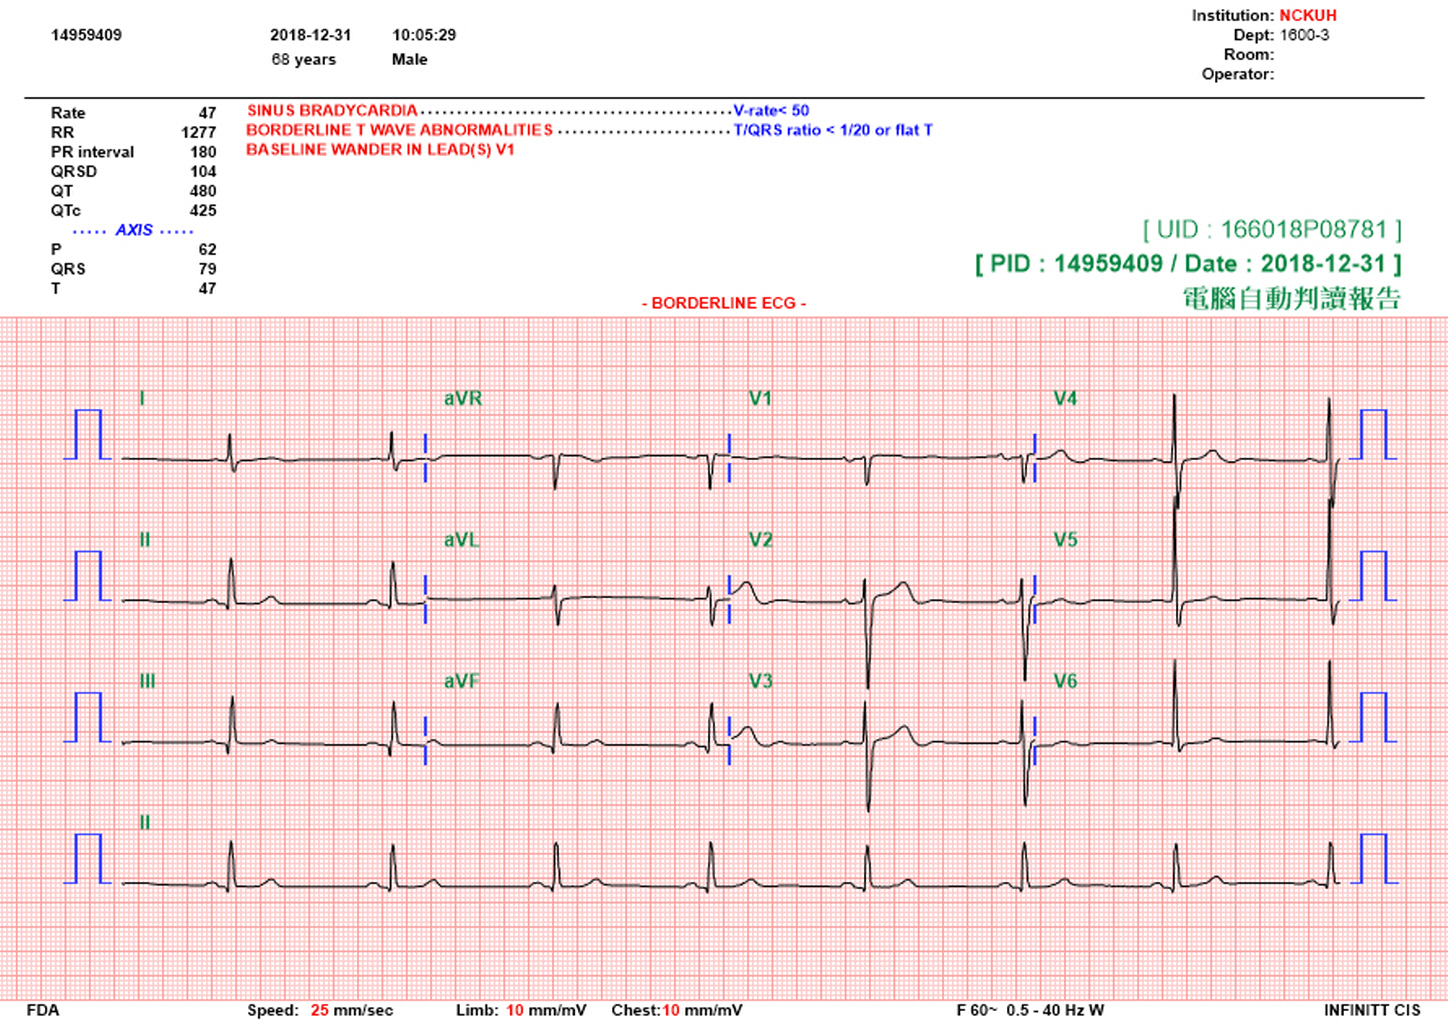 Institution: NCKUH
14959409 2018-12-31 10:05:29 Dept: 1600-3
68 years Male Room:
Operator:
Rate 47 SINUS BRADYCARDIA V-rate< 50
RR 1277 BORDERLINE T WAVE ABNORMALITIES T/QRS ratio < 1/20 or flat T
PR interval 180 BASELINE WANDER IN LEAD(S) V1
QRSD 104
QT 480
QTc 425
AXIS
P 62
QRS 79
T 47
[ UID : 166018P08781 ]
[ PID : 14959409 / Date : 2018-12-31 ]
電腦自動判讀報告
- BORDERLINE ECG -
I aVR V1 V4
II aVL V2 V5
III aVF V3 V6
II
FDA Speed: 25 mm/sec Limb: 10 mm/mV Chest:10 mm/mV F 60~ 0.5 - 40 Hz W INFINITT CIS